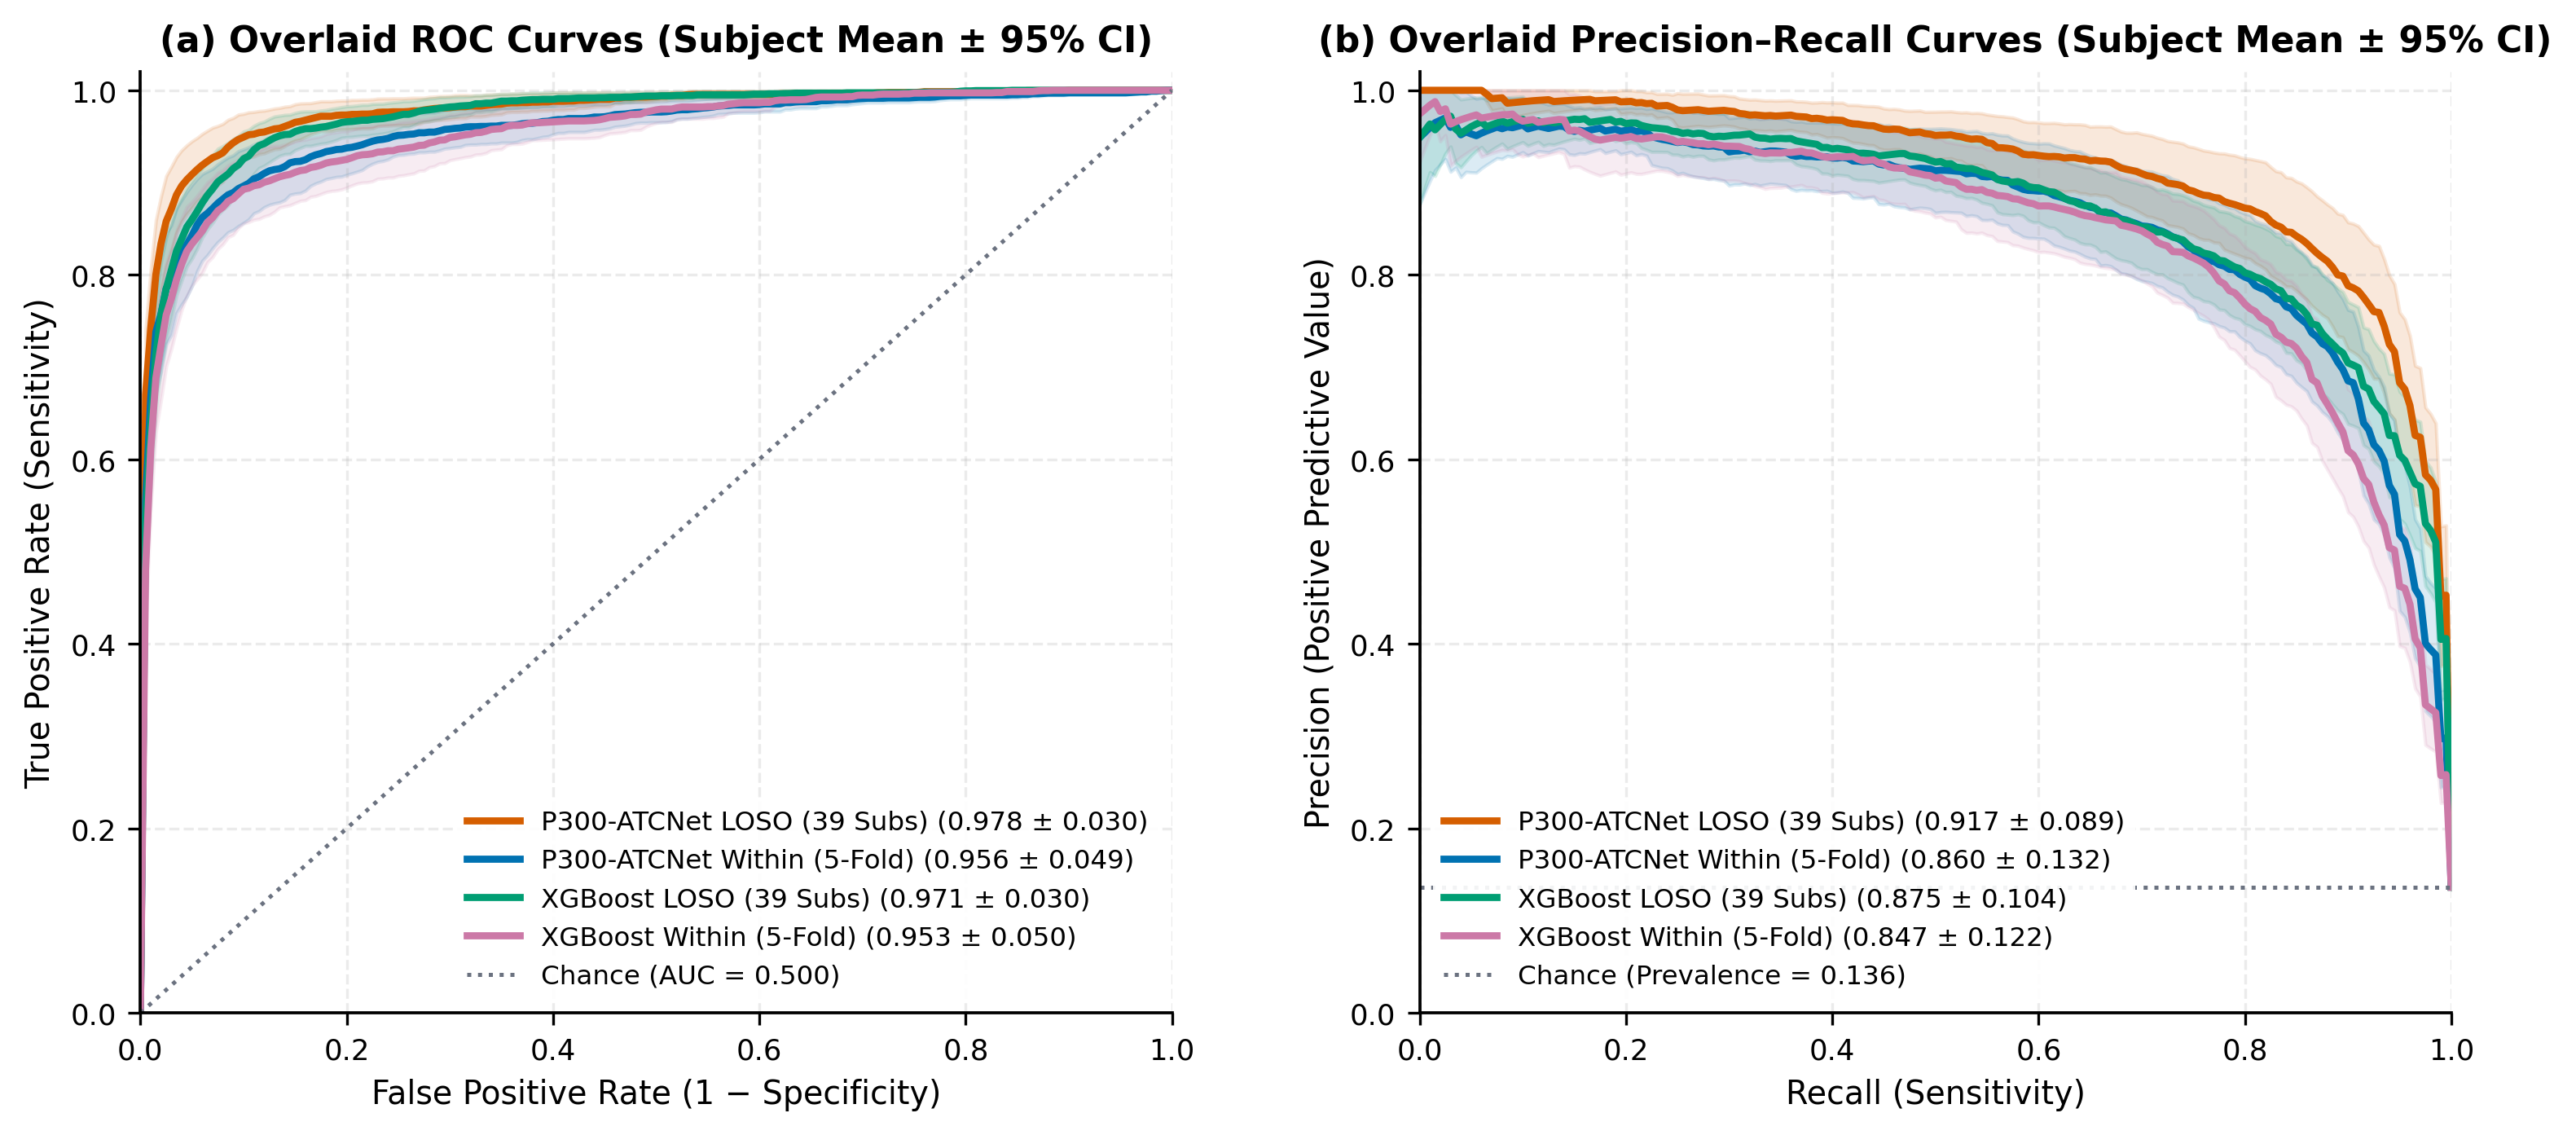 (a) Overlaid ROC Curves (Subject Mean ± 95% CI)
True Positive Rate (Sensitivity)
1.0
0.8
0.6
0.4
0.2
0.0
P300-ATCNet LOSO (39 Subs) (0.978 ± 0.030)
P300-ATCNet Within (5-Fold) (0.956 ± 0.049)
XGBoost LOSO (39 Subs) (0.971 ± 0.030)
XGBoost Within (5-Fold) (0.953 ± 0.050)
Chance (AUC = 0.500)
0.0 0.2 0.4 0.6 0.8 1.0
False Positive Rate (1 − Specificity)
(b) Overlaid Precision–Recall Curves (Subject Mean ± 95% CI)
Precision (Positive Predictive Value)
1.0
0.8
0.6
0.4
0.2
0.0
P300-ATCNet LOSO (39 Subs) (0.917 ± 0.089)
P300-ATCNet Within (5-Fold) (0.860 ± 0.132)
XGBoost LOSO (39 Subs) (0.875 ± 0.104)
XGBoost Within (5-Fold) (0.847 ± 0.122)
Chance (Prevalence = 0.136)
0.0 0.2 0.4 0.6 0.8 1.0
Recall (Sensitivity)